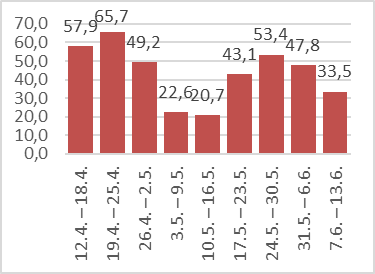 70,0
60,0
50,0
40,0
30,0
20,0
10,0
0,0
57,9
65,7
49,2
22,6
20,7
43,1
53,4
47,8
33,5
12.4. – 18.4.
19.4. – 25.4.
26.4. – 2.5.
3.5. – 9.5.
10.5. – 16.5.
17.5. – 23.5.
24.5. – 30.5.
31.5. – 6.6.
7.6. – 13.6.